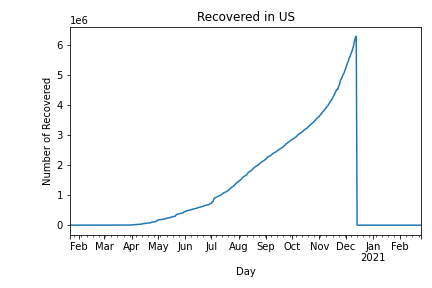 Recovered in US
1e6
6
5
4
3
2
1
0
Number of Recovered
Feb Mar Apr May Jun Jul Aug Sep Oct Nov Dec Jan Feb
2021
Day